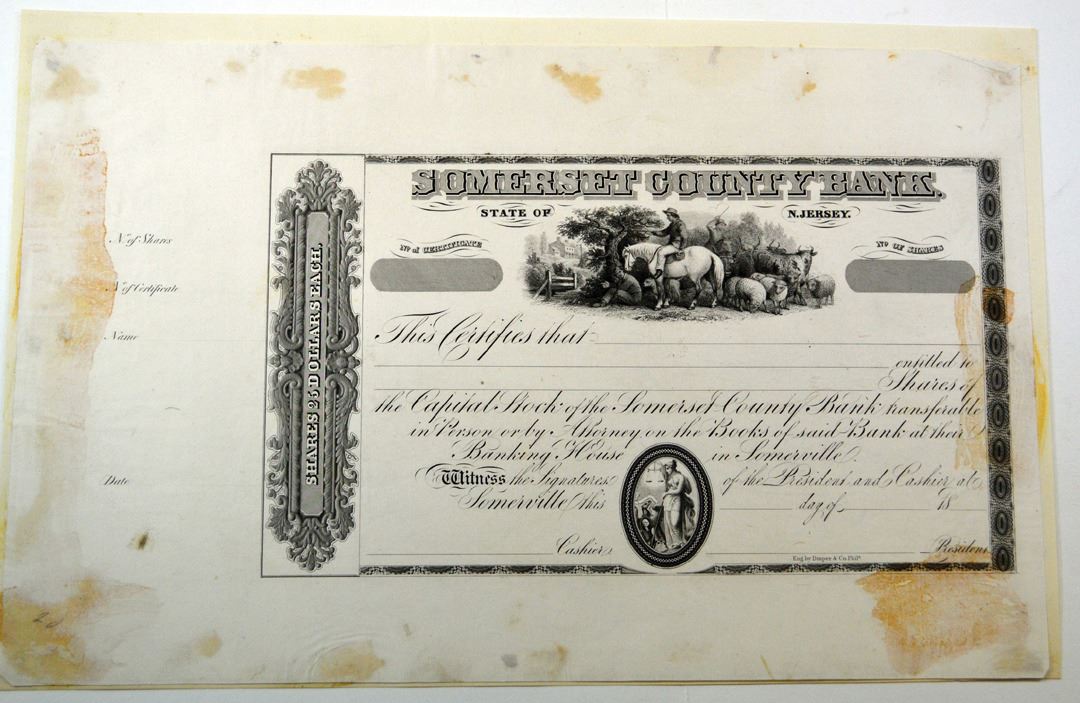 SOMERSET COUNTY BANK.
STATE OF N. JERSEY.
No of CERTIFICATE
No OF SHARES
SHARES 25 DOLLARS EACH.
No of Shares
No of Certificate
Name
Date
This Certifies that
entitled to
Shares of
the Capital Stock of the Somerset County Bank transferable
in Person or by Attorney on the Books of said Bank at their
Banking House in Somerville.
Witness the Signatures of the President and Cashier at
Somerville this day of 18
Cashier
President
Eng. by Draper & Co. Phila